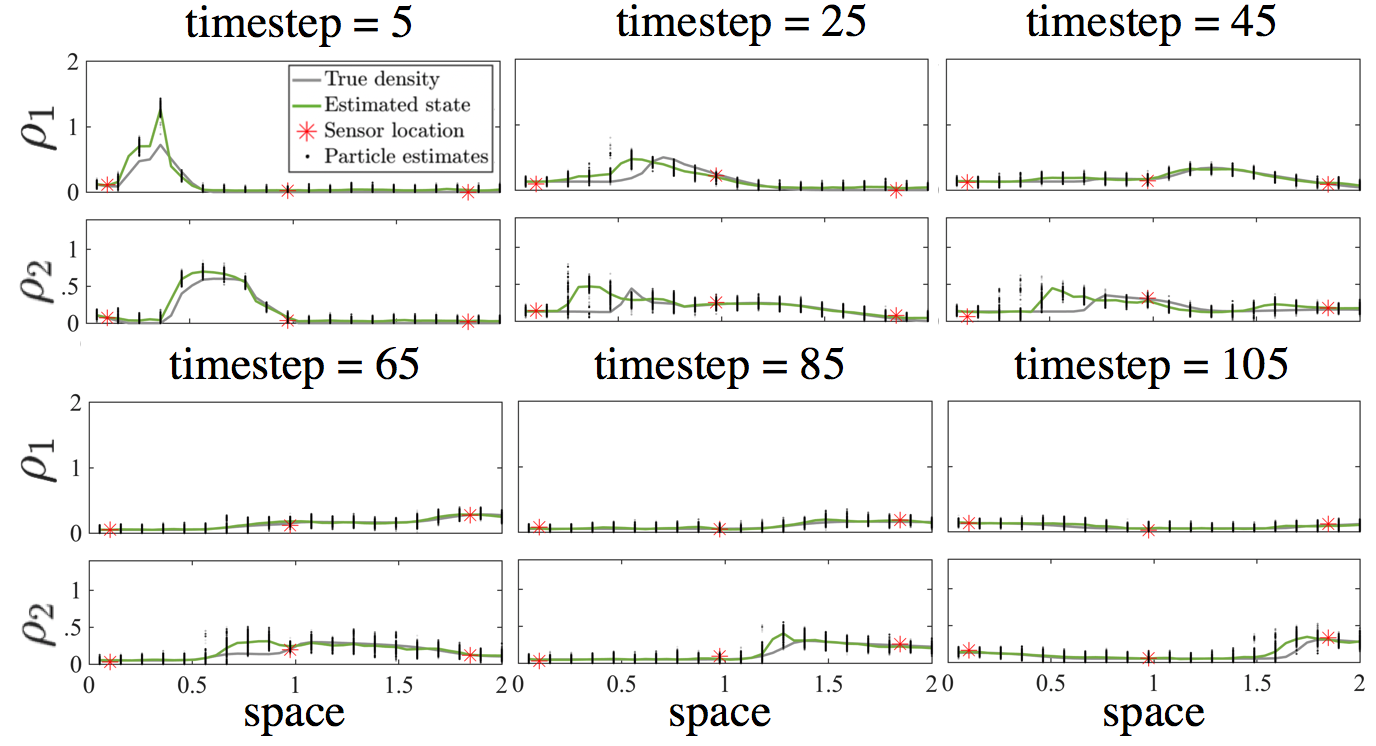 timestep = 5
timestep = 25
timestep = 45
2
1
0
ρ1
True density
Estimated state
Sensor location
Particle estimates
1
.5
0
ρ2
timestep = 65
timestep = 85
timestep = 105
2
1
0
ρ1
1
.5
0
ρ2
0 0.5 1 1.5 2 0 0.5 1 1.5 2 0 0.5 1 1.5 2
space space space